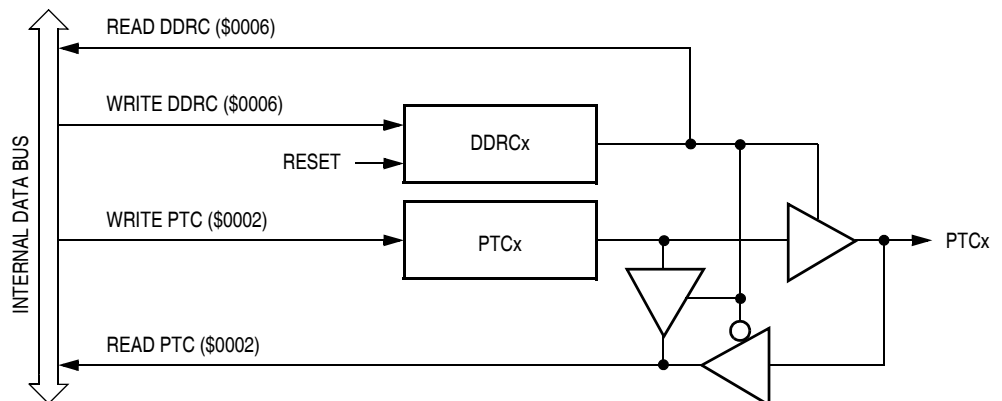 READ DDRC ($0006)
WRITE DDRC ($0006)
DDRCx
RESET
WRITE PTC ($0002)
PTCx
PTCx
READ PTC ($0002)
INTERNAL DATA BUS